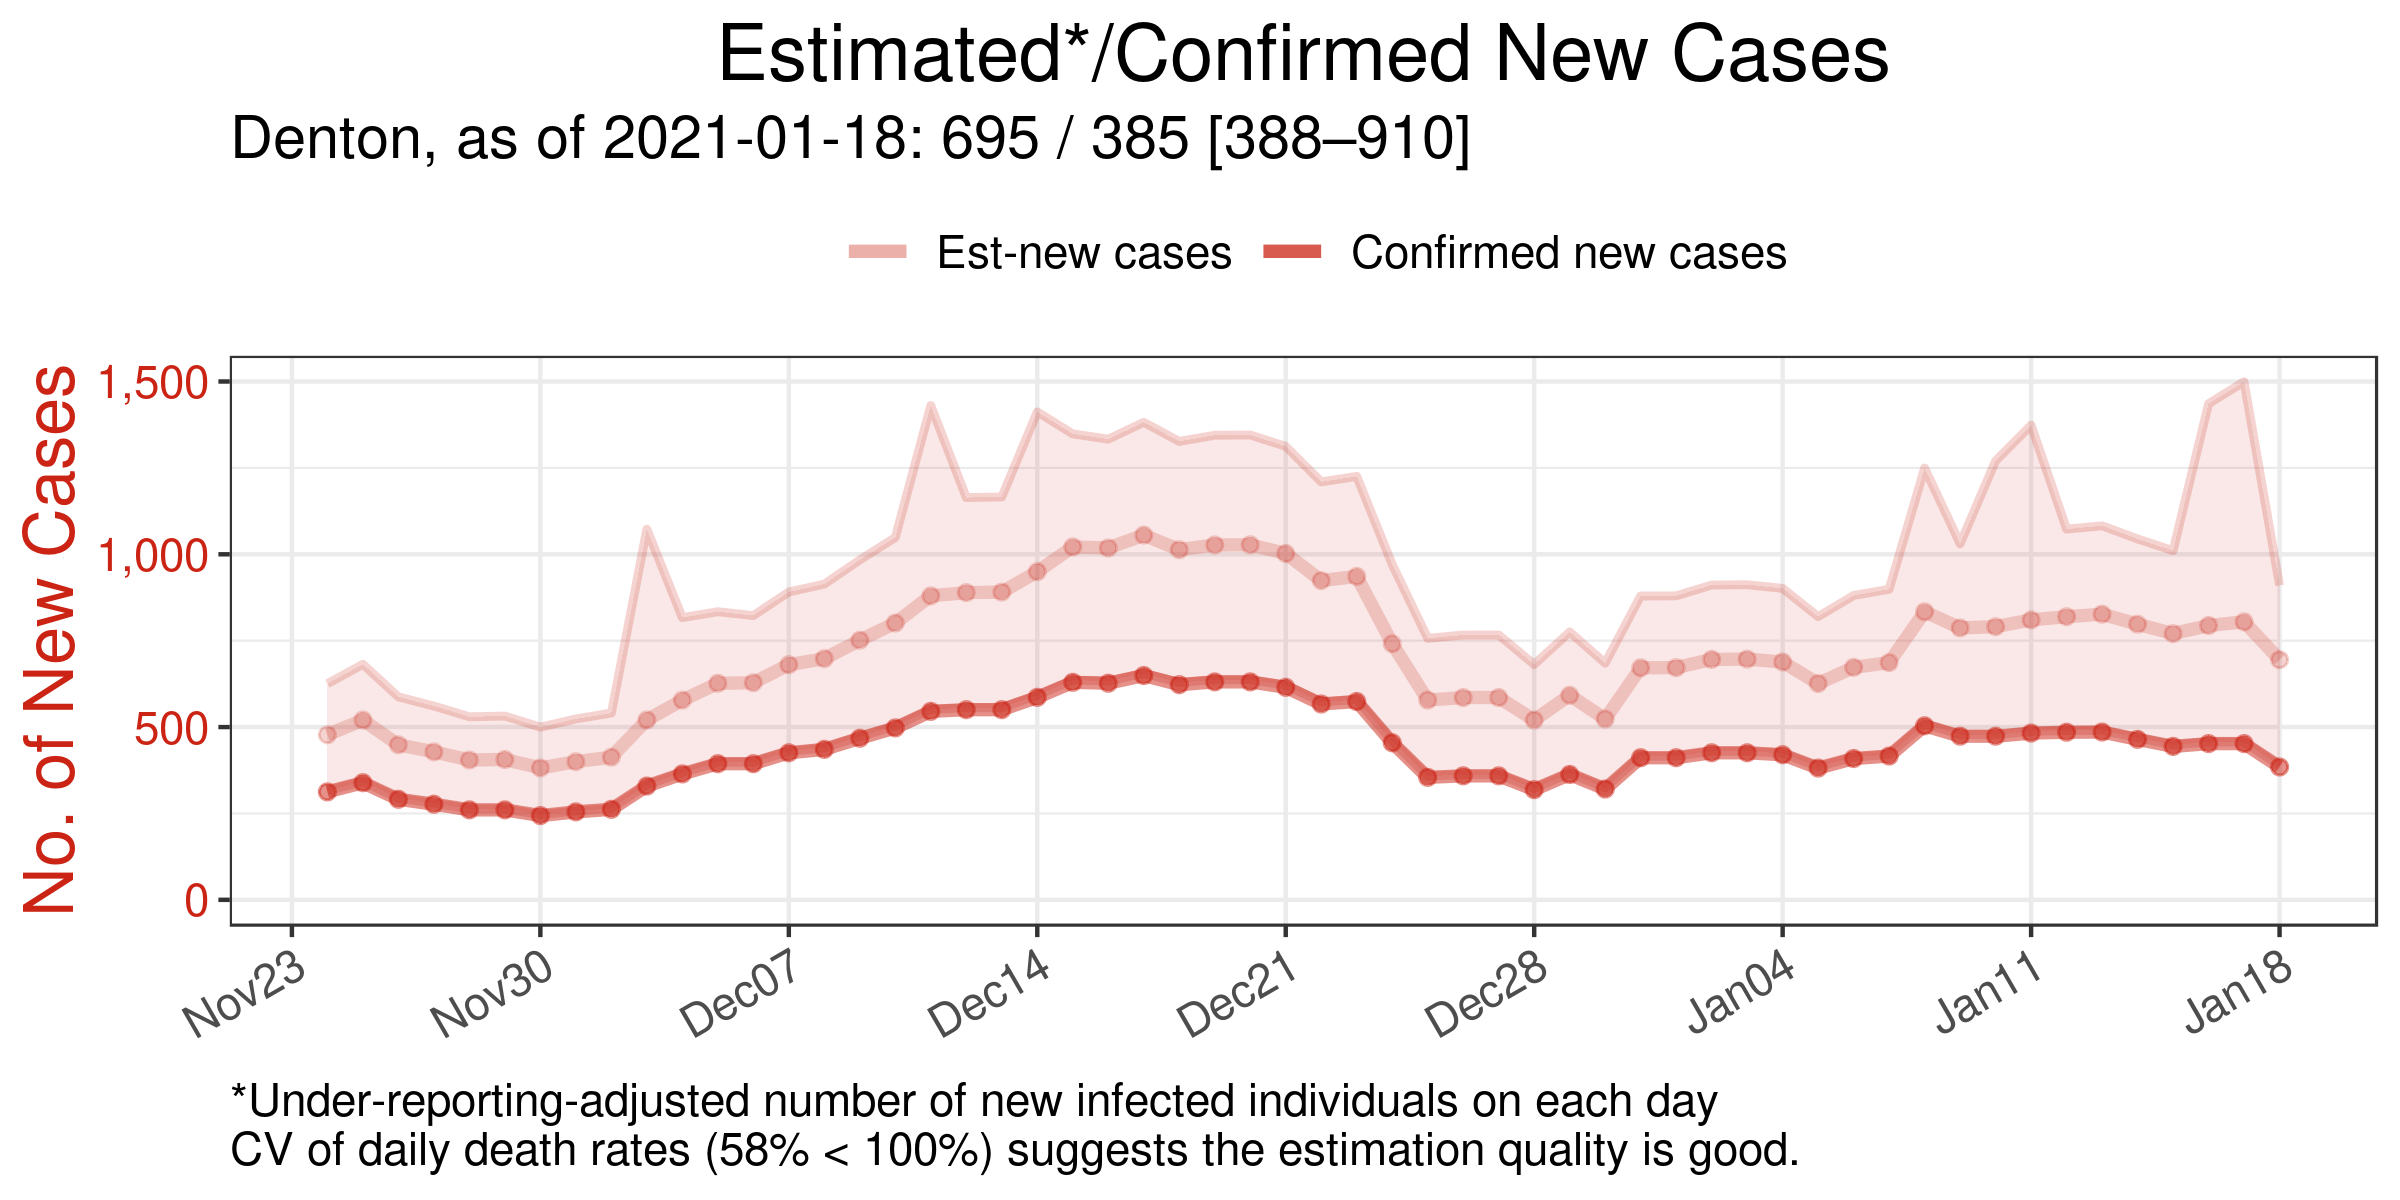 Estimated*/Confirmed New Cases
Denton, as of 2021-01-18: 695 / 385 [388–910]
Est-new cases
Confirmed new cases
No. of New Cases
1,500
1,000
500
0
Nov23
Nov30
Dec07
Dec14
Dec21
Dec28
Jan04
Jan11
Jan18
*Under-reporting-adjusted number of new infected individuals on each day
CV of daily death rates (58% < 100%) suggests the estimation quality is good.